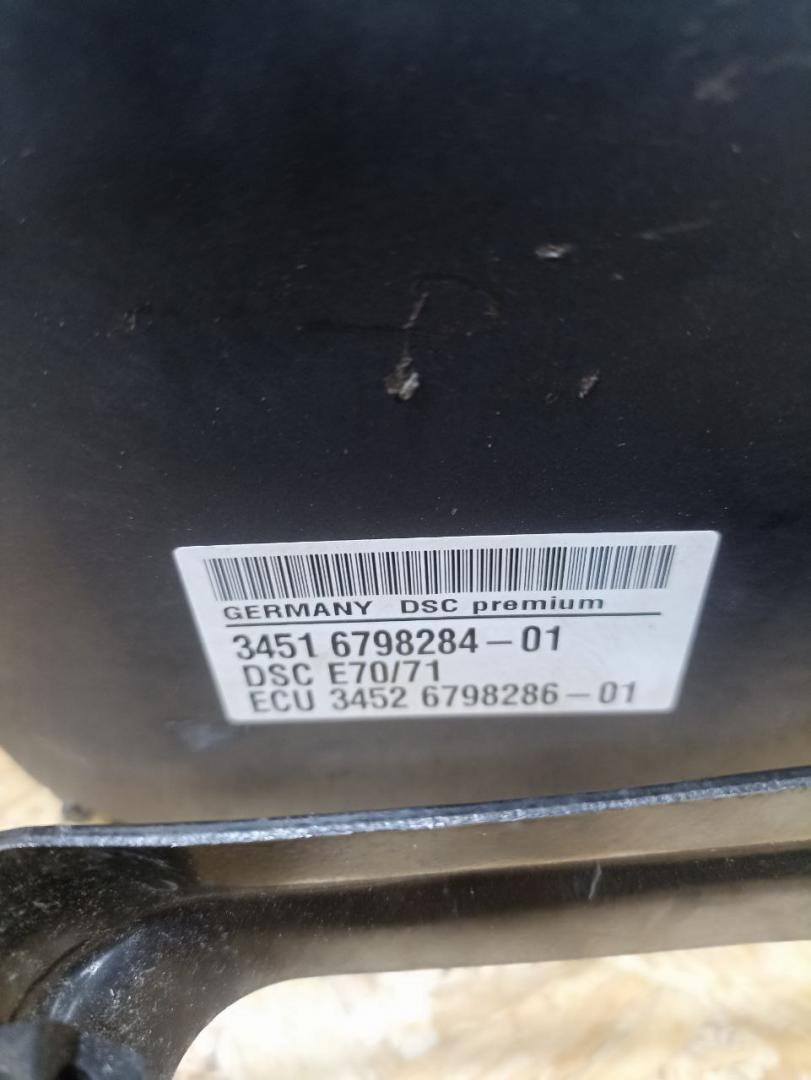 GERMANY DSC premium
3451 6798284-01
DSC E70/71
ECU 3452 6798286-01